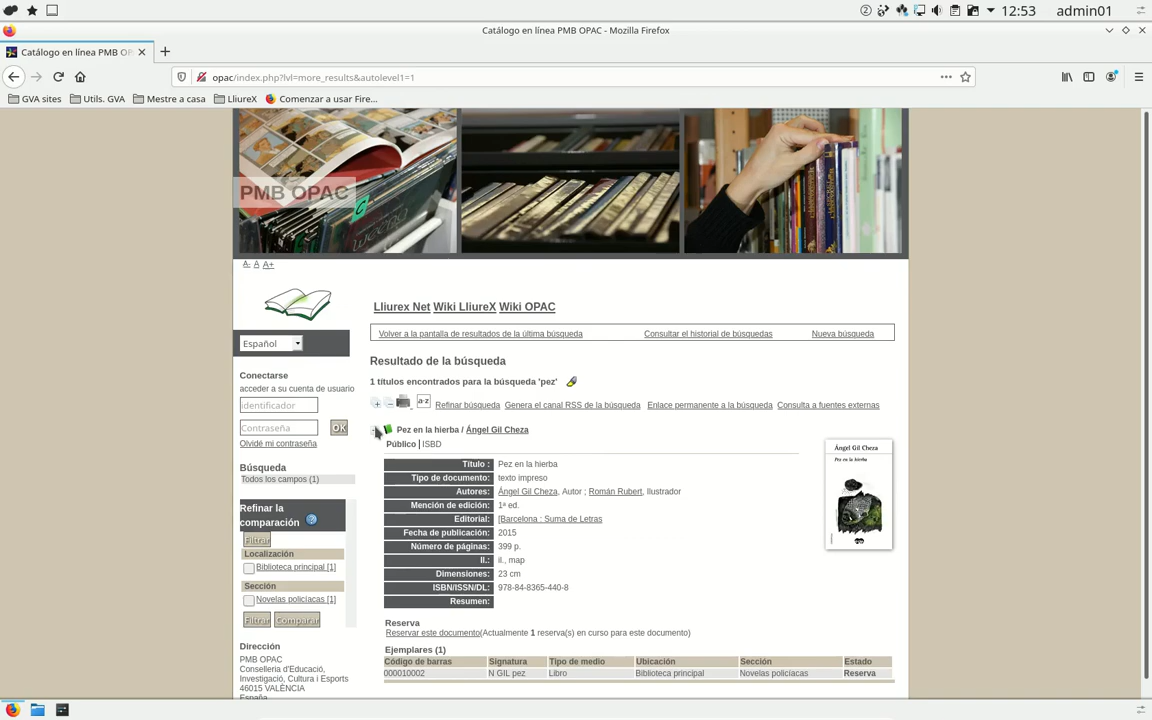 12:53 admin01
Catálogo en línea PMB OPAC - Mozilla Firefox
Catálogo en línea PMB OP
opac/index.php?lvl=more_results&autolevel1=1
GVA sites Utils. GVA Mestre a casa LliureX Comenzar a usar Fire...
PMB OPAC
A- A A+
Lliurex Net Wiki LliureX Wiki OPAC
Volver a la pantalla de resultados de la última búsqueda Consultar el historial de búsquedas Nueva búsqueda
Español
Resultado de la búsqueda
1 títulos encontrados para la búsqueda 'pez'
a-z Refinar búsqueda Genera el canal RSS de la búsqueda Enlace permanente a la búsqueda Consulta a fuentes externas
Conectarse
acceder a su cuenta de usuario
identificador
Contraseña OK
Olvidé mi contraseña
Búsqueda
Todos los campos (1)
Refinar la
comparación
Filtrar
Localización
Biblioteca principal [1]
Sección
Novelas policíacas [1]
Filtrar Comparar
Dirección
PMB OPAC
Conselleria d'Educació,
Investigació, Cultura i Esports
46015 VALÈNCIA
España
Pez en la hierba / Ángel Gil Cheza
Público ISBD
Título : Pez en la hierba
Tipo de documento: texto impreso
Autores: Ángel Gil Cheza, Autor ; Román Rubert, Ilustrador
Mención de edición: 1ª ed.
Editorial: [Barcelona : Suma de Letras
Fecha de publicación: 2015
Número de páginas: 399 p.
Il.: il., map
Dimensiones: 23 cm
ISBN/ISSN/DL: 978-84-8365-440-8
Resumen:
Ángel Gil Cheza
Pez en la hierba
Reserva
Reservar este documento(Actualmente 1 reserva(s) en curso para este documento)
Ejemplares (1)
Código de barras Signatura Tipo de medio Ubicación Sección Estado
000010002 N GIL pez Libro Biblioteca principal Novelas policíacas Reserva